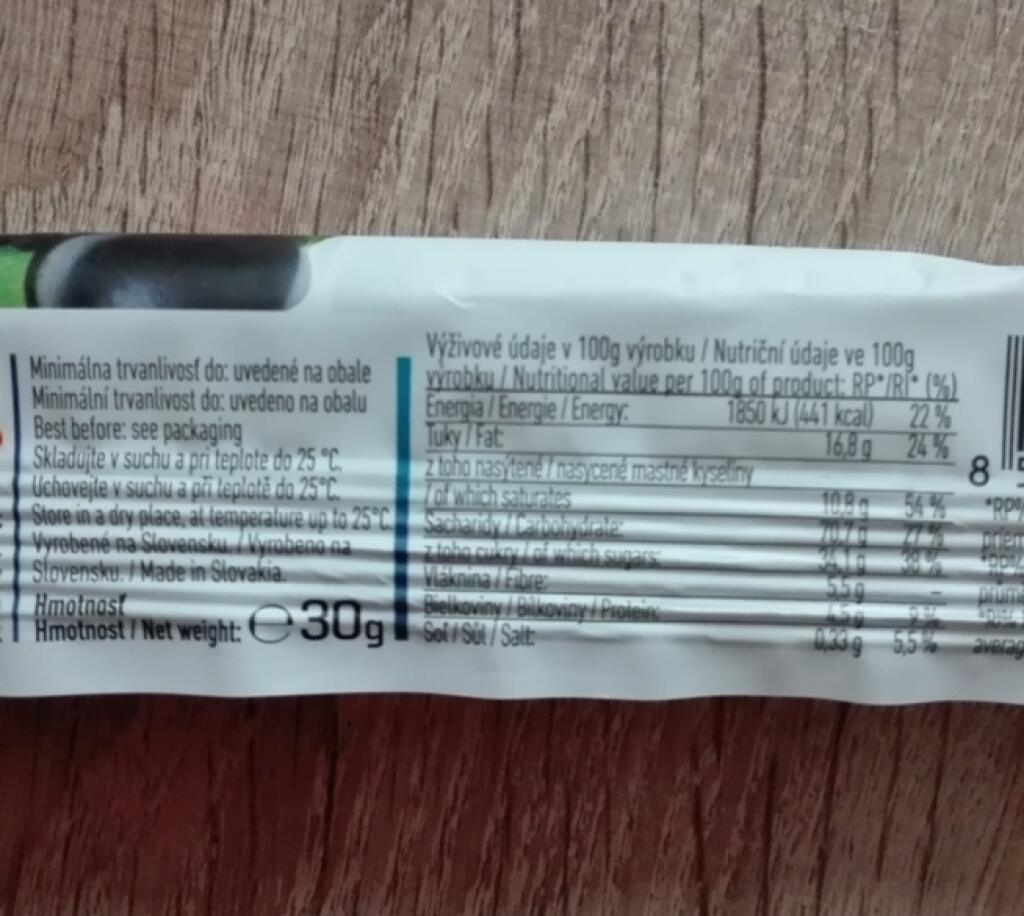 Minimálna trvanlivosť do: uvedené na obale
Minimální trvanlivost do: uvedeno na obalu
Best before: see packaging
Skladujte v suchu a pri teplote do 25 °C.
Uchovejte v suchu a při teplotě do 25°C.
Store in a dry place, at temperature up to 25°C.
Vyrobené na Slovensku. / Vyrobeno na
Slovensku. / Made in Slovakia.
Hmotnosť
Hmotnost / Net weight: ℮30g
Výživové údaje v 100g výrobku / Nutriční údaje ve 100g
výrobku / Nutritional value per 100g of product: RP*/RI* (%)
Energia / Energie / Energy: 1850 kJ (441 kcal) 22 %
Tuky / Fat: 16,8 g 24 %
z toho nasýtené / nasycené mastné kyseliny
/ of which saturates 10,8 g 54 %
Sacharidy / Carbohydrate: 70,7 g 27 %
z toho cukry / of which sugars: 34,1 g 38 %
Vláknina / Fibre: 5,5 g -
Bielkoviny / Bílkoviny / Protein: 4,5 g 9 %
Soľ / Sůl / Salt: 0,33 g 5,5 %
8